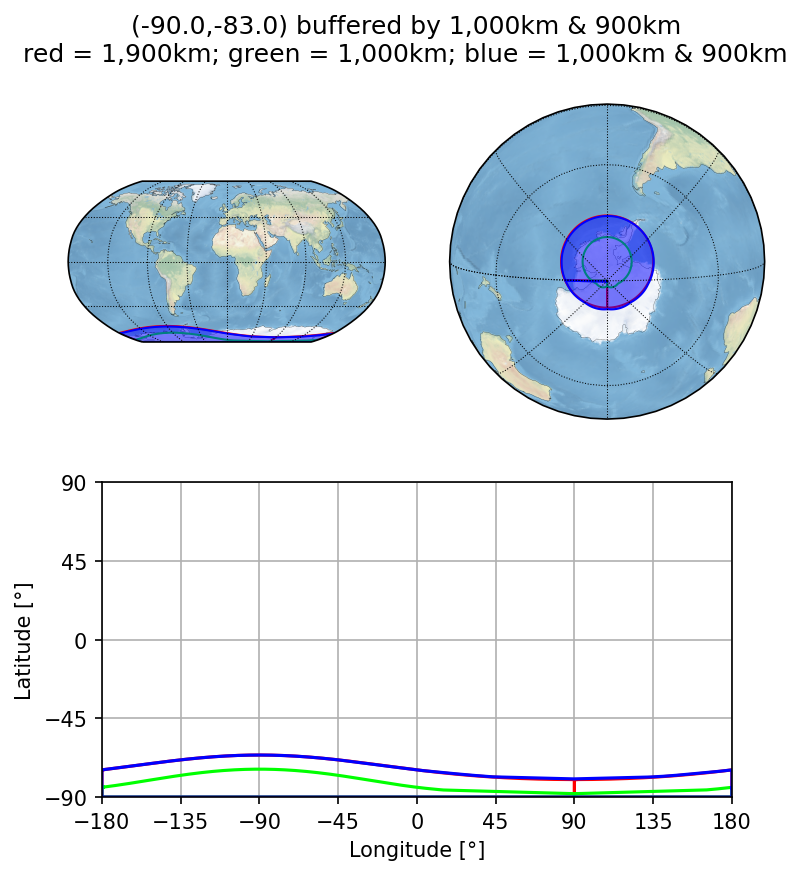 (-90.0,-83.0) buffered by 1,000km & 900km
red = 1,900km; green = 1,000km; blue = 1,000km & 900km
90
45
0
−45
−90
Latitude [°]
−180 −135 −90 −45 0 45 90 135 180
Longitude [°]